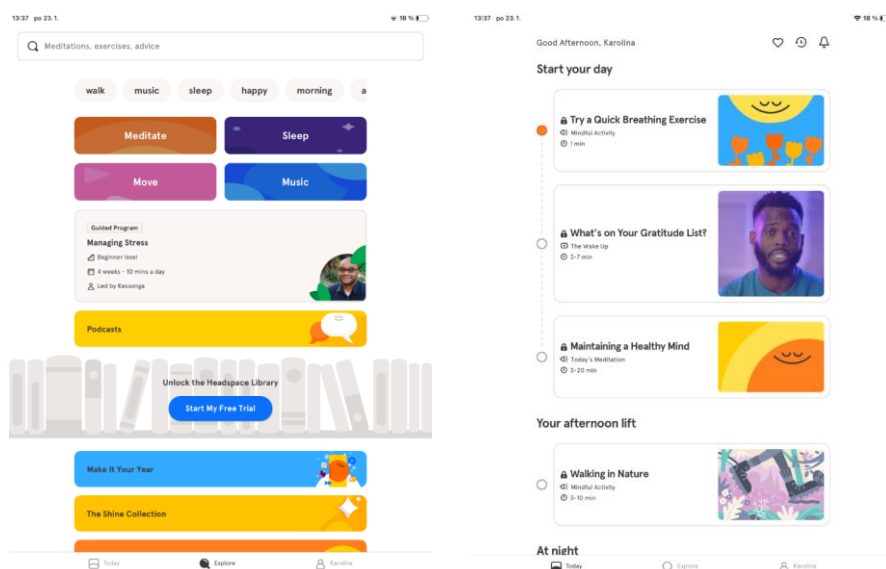 13:37 po 23. 1.
18 %
Meditations, exercises, advice
walk music sleep happy morning a
Meditate
Sleep
Move
Music
Guided Program
Managing Stress
Beginner level
4 weeks - 10 mins a day
Led by Kessonga
Podcasts
Unlock the Headspace Library
Start My Free Trial
Make It Your Year
The Shine Collection
Today
Explore
Karolina
13:37 po 23. 1.
18 %
Good Afternoon, Karolina
Start your day
Try a Quick Breathing Exercise
Mindful Activity
1 min
What's on Your Gratitude List?
The Wake Up
3-7 min
Maintaining a Healthy Mind
Today's Meditation
3-20 min
Your afternoon lift
Walking in Nature
Mindful Activity
3-10 min
At night
Today
Explore
Karolina